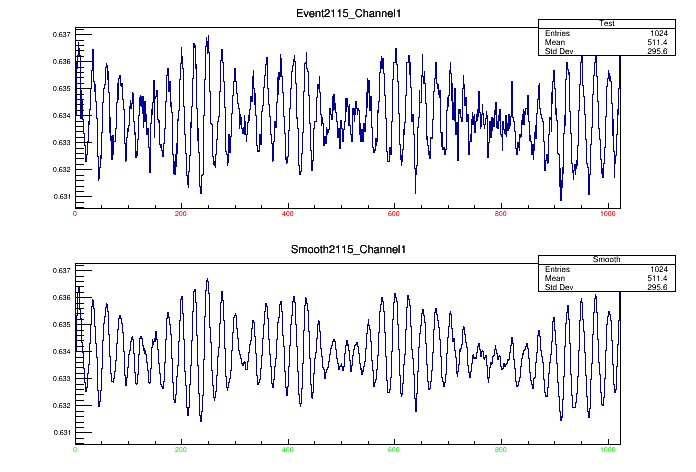 Event2115_Channel1
Test
Entries 1024
Mean 511.4
Std Dev 295.6
0.637
0.636
0.635
0.634
0.633
0.632
0.631
0 200 400 600 800 1000
Smooth2115_Channel1
Smooth
Entries 1024
Mean 511.4
Std Dev 295.6
0.637
0.636
0.635
0.634
0.633
0.632
0.631
0 200 400 600 800 1000